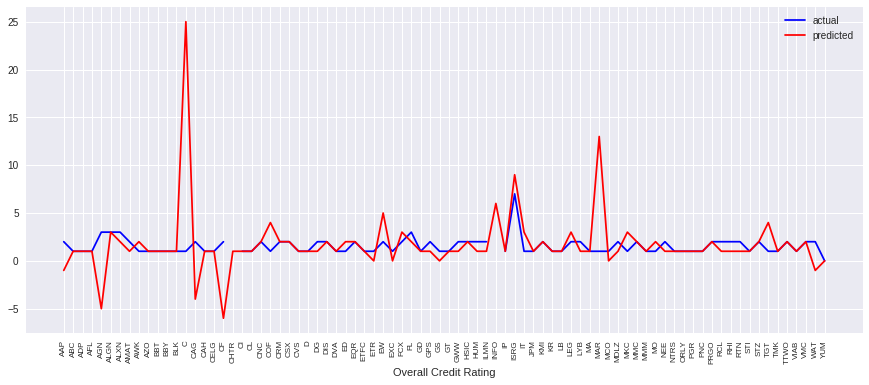 actual
predicted
25
20
15
10
5
0
−5
AAP
ABC
ADP
AFL
AGN
ALGN
ALXN
AMAT
AWK
AZO
BBT
BBY
BLK
C
CAG
CAH
CELG
CF
CHTR
CI
CL
CNC
COF
CRM
CSX
CVS
D
DG
DIS
DVA
ED
EQR
ETFC
ETR
EW
EXC
FCX
FL
GD
GPS
GS
GT
GWW
HSIC
HUM
ILMN
INFO
IP
ISRG
IT
JPM
KMI
KR
LB
LEG
LYB
MA
MAR
MCO
MDLZ
MKC
MMC
MMM
MO
NEE
NTRS
ORLY
PGR
PNC
PRGO
RCL
RHI
RTN
STI
STZ
TGT
TMK
TTWO
VIAB
VMC
WAT
YUM
Overall Credit Rating